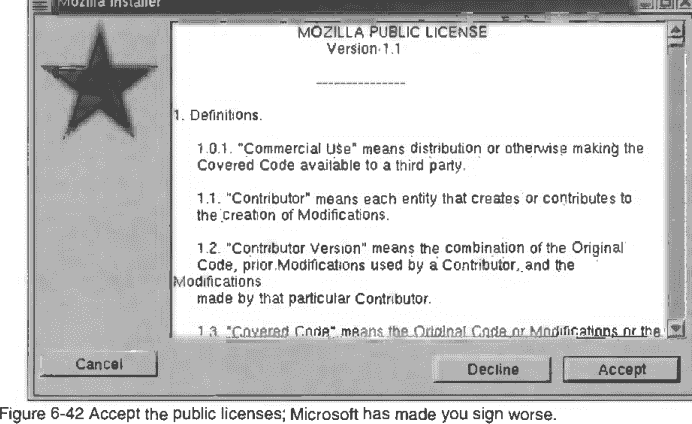 Mozilla Installer
MOZILLA PUBLIC LICENSE
Version 1.1
---------------
1. Definitions.
1.0.1. "Commercial Use" means distribution or otherwise making the
Covered Code available to a third party.
1.1. "Contributor" means each entity that creates or contributes to
the creation of Modifications.
1.2. "Contributor Version" means the combination of the Original
Code, prior Modifications used by a Contributor, and the
Modifications
made by that particular Contributor.
1.3. "Covered Code" means the Original Code or Modifications or the
Cancel
Decline
Accept
Figure 6-42 Accept the public licenses; Microsoft has made you sign worse.